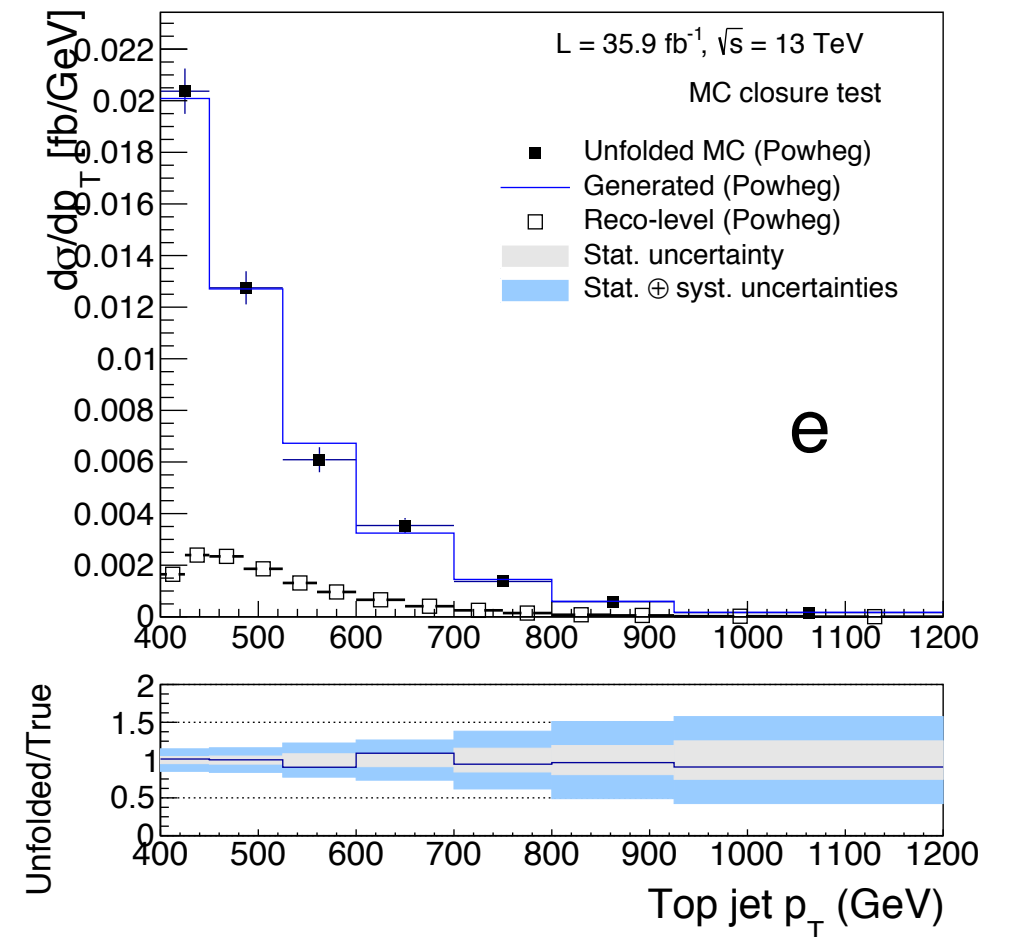 L = 35.9 fb⁻¹, √s = 13 TeV
MC closure test
Unfolded MC (Powheg)
Generated (Powheg)
Reco-level (Powheg)
Stat. uncertainty
Stat. ⊕ syst. uncertainties
e
dσ/dp_T [fb/GeV]
0.022
0.02
0.018
0.016
0.014
0.012
0.01
0.008
0.006
0.004
0.002
0
400 500 600 700 800 900 1000 1100 1200
Unfolded/True
2
1.5
1
0.5
0
400 500 600 700 800 900 1000 1100 1200
Top jet p_T (GeV)